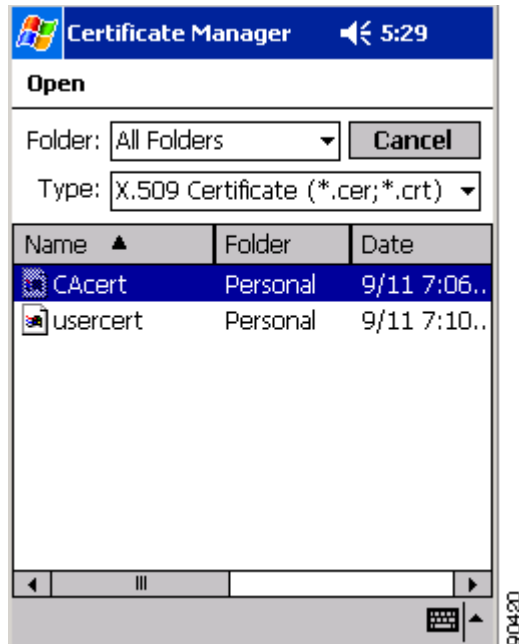 Certificate Manager 5:29
Open
Folder: All Folders Cancel
Type: X.509 Certificate (*.cer;*.crt)
Name Folder Date
CAcert Personal 9/11 7:06..
usercert Personal 9/11 7:10..
90420